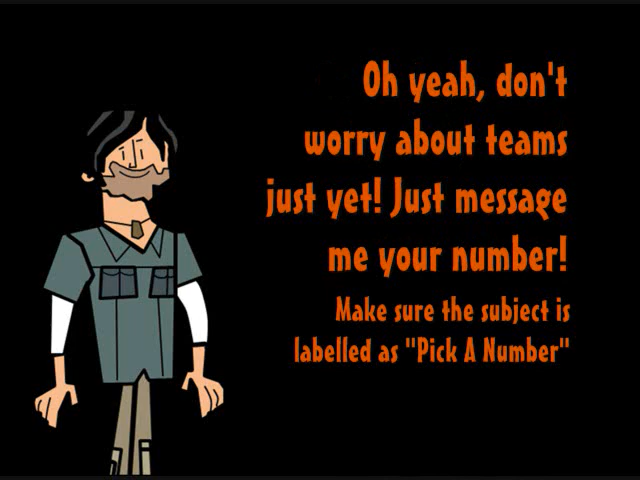 Oh yeah, don't
worry about teams
just yet! Just message
me your number!
Make sure the subject is
labelled as "Pick A Number"